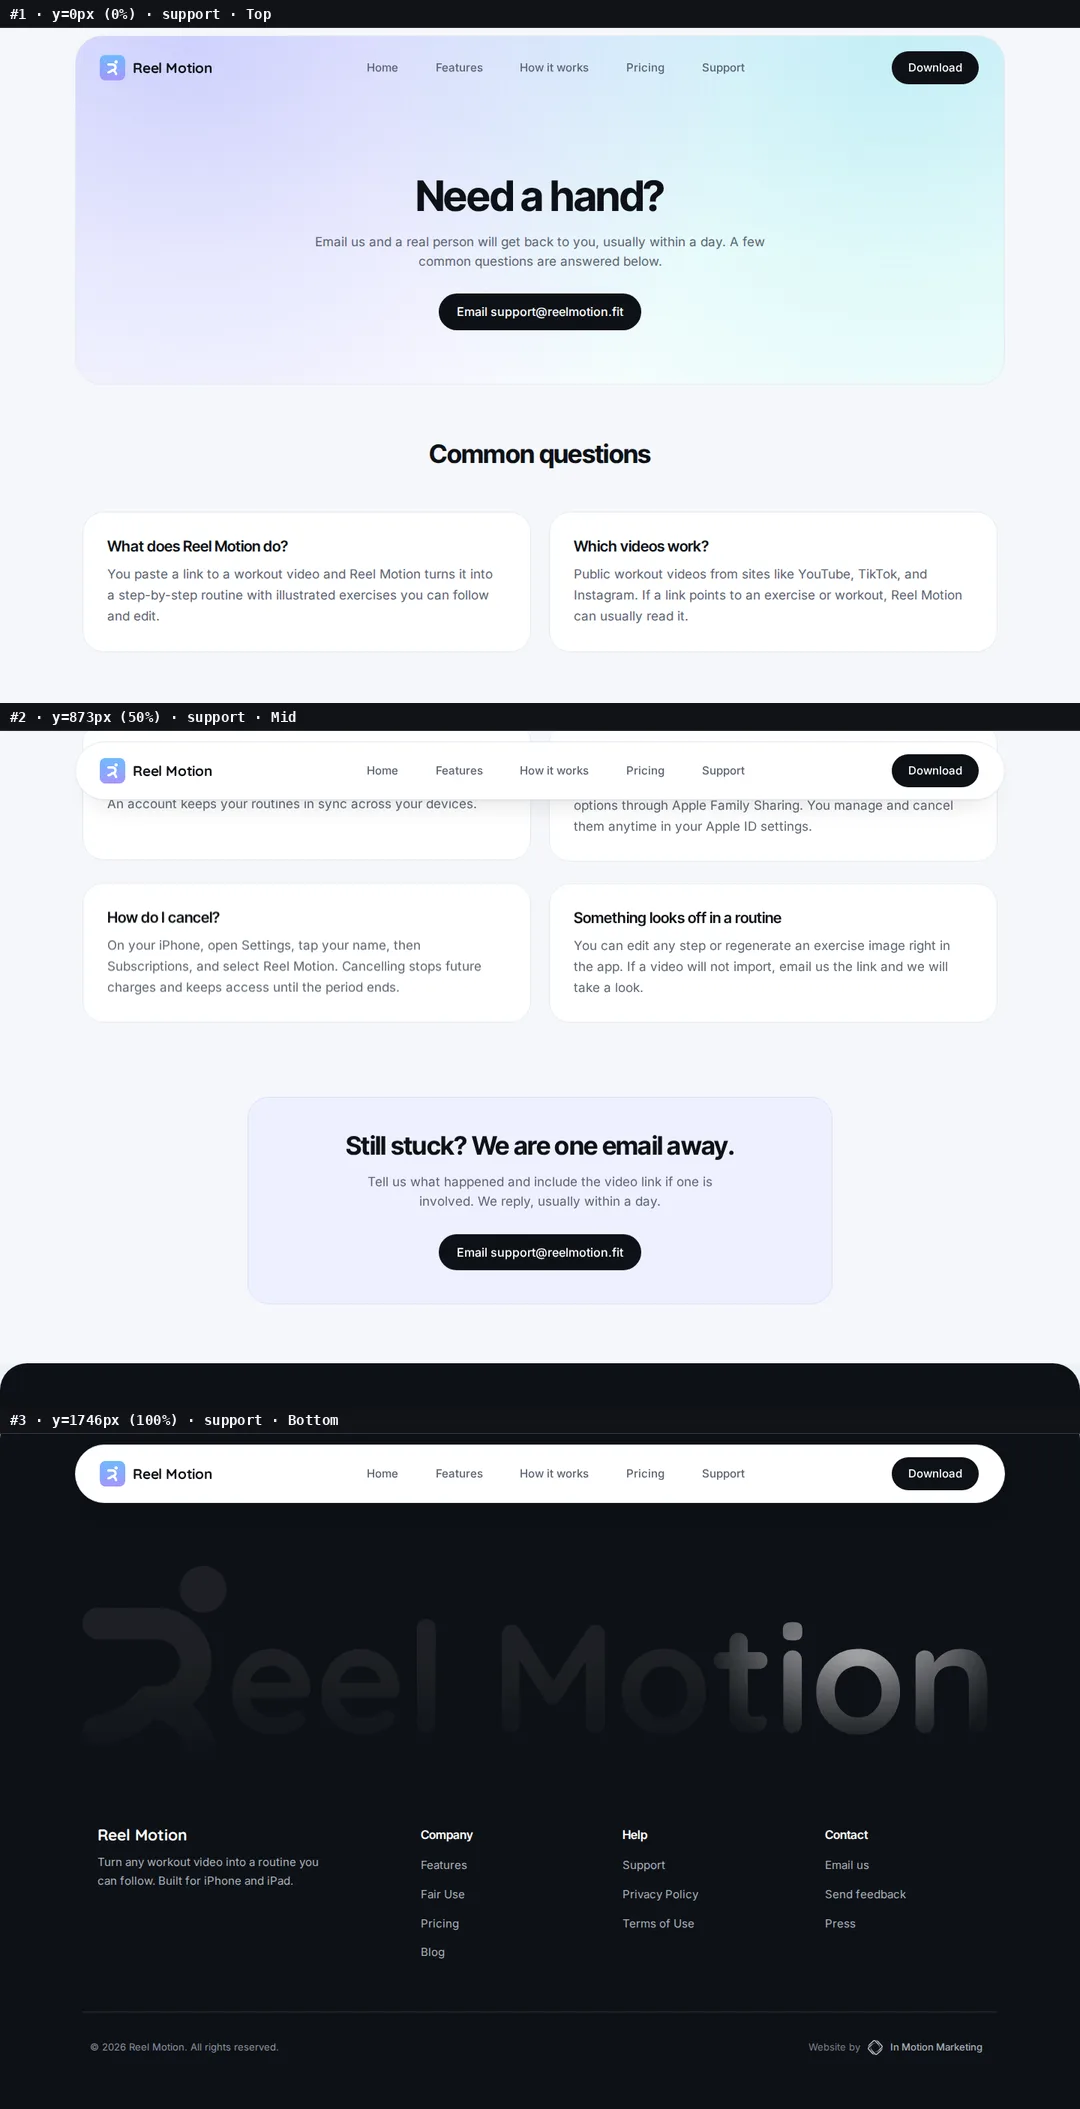 #1 · y=0px (0%) · support · Top
Reel Motion
Home
Features
How it works
Pricing
Support
Download
Need a hand?
Email us and a real person will get back to you, usually within a day. A few
common questions are answered below.
Email support@reelmotion.fit
Common questions
What does Reel Motion do?
You paste a link to a workout video and Reel Motion turns it into
a step-by-step routine with illustrated exercises you can follow
and edit.
Which videos work?
Public workout videos from sites like YouTube, TikTok, and
Instagram. If a link points to an exercise or workout, Reel Motion
can usually read it.
#2 · y=873px (50%) · support · Mid
Reel Motion
Home
Features
How it works
Pricing
Support
Download
An account keeps your routines in sync across your devices.
options through Apple Family Sharing. You manage and cancel
them anytime in your Apple ID settings.
How do I cancel?
On your iPhone, open Settings, tap your name, then
Subscriptions, and select Reel Motion. Cancelling stops future
charges and keeps access until the period ends.
Something looks off in a routine
You can edit any step or regenerate an exercise image right in
the app. If a video will not import, email us the link and we will
take a look.
Still stuck? We are one email away.
Tell us what happened and include the video link if one is
involved. We reply, usually within a day.
Email support@reelmotion.fit
#3 · y=1746px (100%) · support · Bottom
Reel Motion
Home
Features
How it works
Pricing
Support
Download
Reel Motion
Reel Motion
Turn any workout video into a routine you
can follow. Built for iPhone and iPad.
Company
Features
Fair Use
Pricing
Blog
Help
Support
Privacy Policy
Terms of Use
Contact
Email us
Send feedback
Press
© 2026 Reel Motion. All rights reserved.
Website by In Motion Marketing